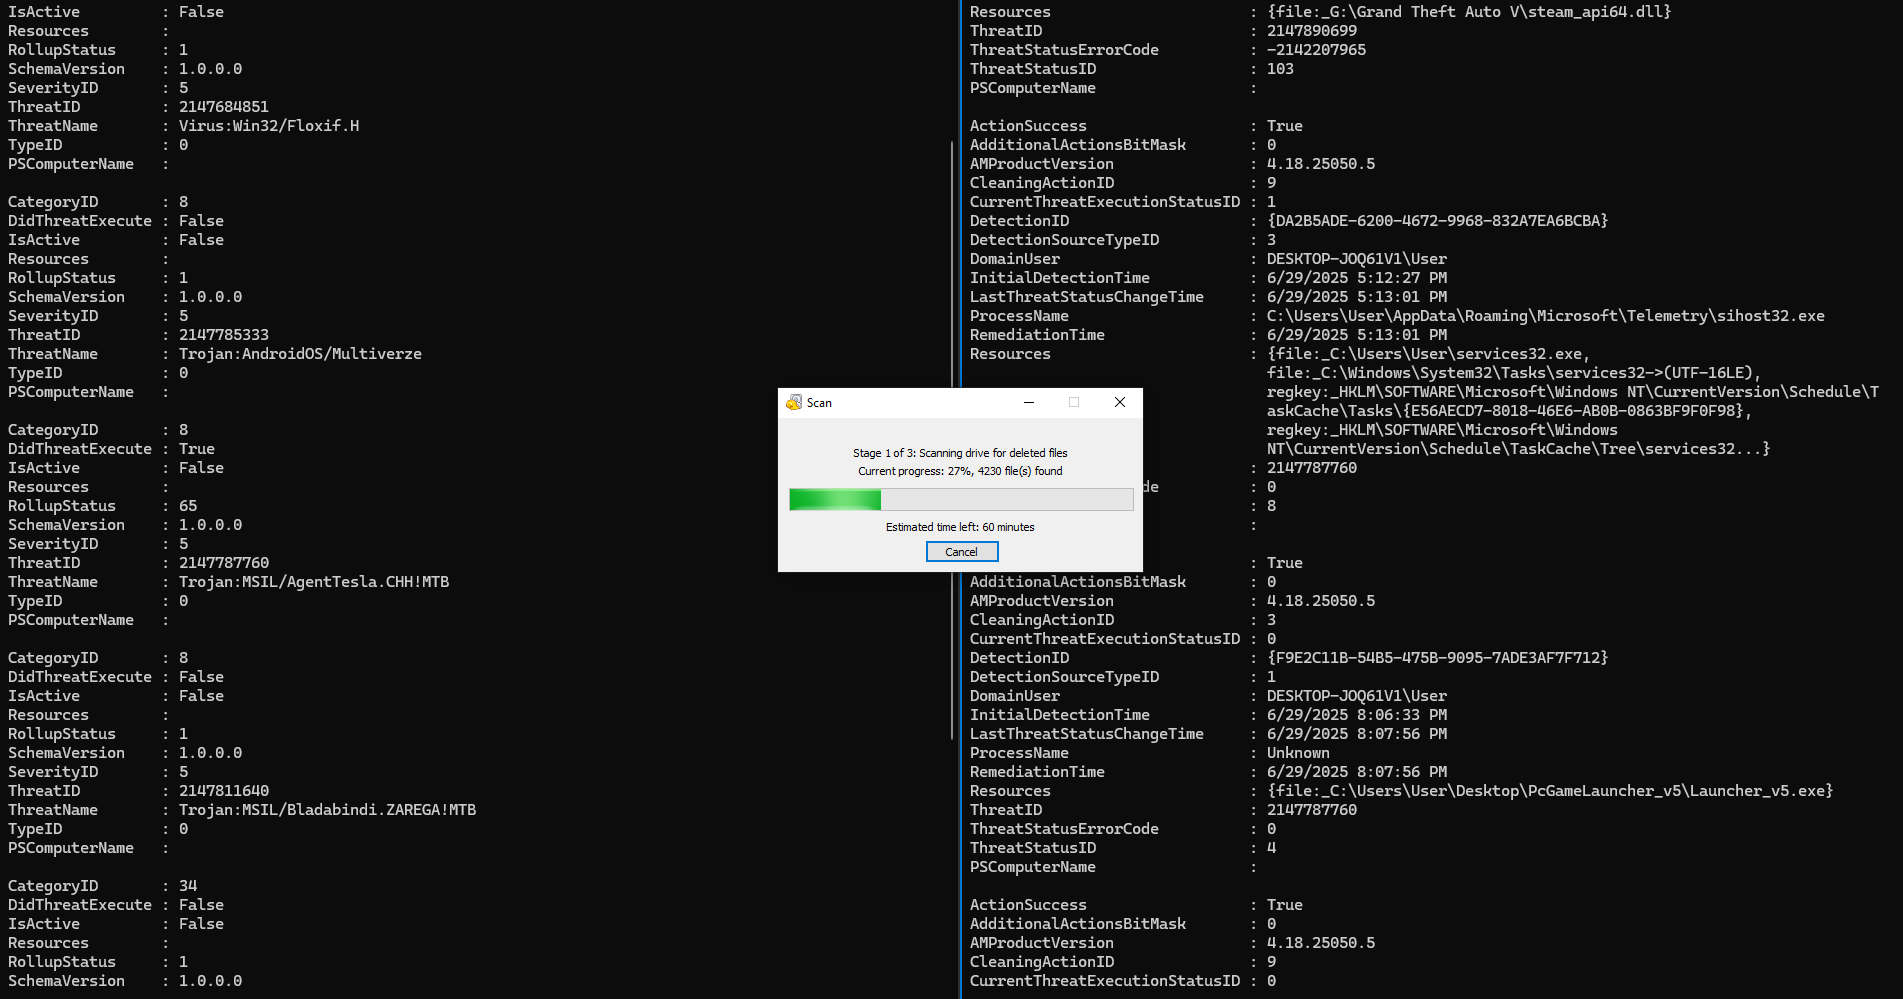 IsActive : False
Resources :
RollupStatus : 1
SchemaVersion : 1.0.0.0
SeverityID : 5
ThreatID : 2147684851
ThreatName : Virus:Win32/Floxif.H
TypeID : 0
PSComputerName :
CategoryID : 8
DidThreatExecute : False
IsActive : False
Resources :
RollupStatus : 1
SchemaVersion : 1.0.0.0
SeverityID : 5
ThreatID : 2147785333
ThreatName : Trojan:AndroidOS/Multiverze
TypeID : 0
PSComputerName :
CategoryID : 8
DidThreatExecute : True
IsActive : False
Resources :
RollupStatus : 65
SchemaVersion : 1.0.0.0
SeverityID : 5
ThreatID : 2147787760
ThreatName : Trojan:MSIL/AgentTesla.CHH!MTB
TypeID : 0
PSComputerName :
CategoryID : 8
DidThreatExecute : False
IsActive : False
Resources :
RollupStatus : 1
SchemaVersion : 1.0.0.0
SeverityID : 5
ThreatID : 2147811640
ThreatName : Trojan:MSIL/Bladabindi.ZAREGA!MTB
TypeID : 0
PSComputerName :
CategoryID : 34
DidThreatExecute : False
IsActive : False
Resources :
RollupStatus : 1
SchemaVersion : 1.0.0.0
Scan
Stage 1 of 3: Scanning drive for deleted files
Current progress: 27%, 4230 file(s) found
Estimated time left: 60 minutes
Cancel
Resources : {file:_G:\Grand Theft Auto V\steam_api64.dll}
ThreatID : 2147890699
ThreatStatusErrorCode : -2142207965
ThreatStatusID : 103
PSComputerName :
ActionSuccess : True
AdditionalActionsBitMask : 0
AMProductVersion : 4.18.25050.5
CleaningActionID : 9
CurrentThreatExecutionStatusID : 1
DetectionID : {DA2B5ADE-6200-4672-9968-832A7EA6BCBA}
DetectionSourceTypeID : 3
DomainUser : DESKTOP-JOQ61V1\User
InitialDetectionTime : 6/29/2025 5:12:27 PM
LastThreatStatusChangeTime : 6/29/2025 5:13:01 PM
ProcessName : C:\Users\User\AppData\Roaming\Microsoft\Telemetry\sihost32.exe
RemediationTime : 6/29/2025 5:13:01 PM
Resources : {file:_C:\Users\User\services32.exe,
file:_C:\Windows\System32\Tasks\services32->(UTF-16LE),
regkey:_HKLM\SOFTWARE\Microsoft\Windows NT\CurrentVersion\Schedule\T
askCache\Tasks\{E56AECD7-8018-46E6-AB0B-0863BF9F0F98},
regkey:_HKLM\SOFTWARE\Microsoft\Windows
NT\CurrentVersion\Schedule\TaskCache\Tree\services32...}
: 2147787760
de : 0
: 8
:
: True
AdditionalActionsBitMask : 0
AMProductVersion : 4.18.25050.5
CleaningActionID : 3
CurrentThreatExecutionStatusID : 0
DetectionID : {F9E2C11B-54B5-475B-9095-7ADE3AF7F712}
DetectionSourceTypeID : 1
DomainUser : DESKTOP-JOQ61V1\User
InitialDetectionTime : 6/29/2025 8:06:33 PM
LastThreatStatusChangeTime : 6/29/2025 8:07:56 PM
ProcessName : Unknown
RemediationTime : 6/29/2025 8:07:56 PM
Resources : {file:_C:\Users\User\Desktop\PcGameLauncher_v5\Launcher_v5.exe}
ThreatID : 2147787760
ThreatStatusErrorCode : 0
ThreatStatusID : 4
PSComputerName :
ActionSuccess : True
AdditionalActionsBitMask : 0
AMProductVersion : 4.18.25050.5
CleaningActionID : 9
CurrentThreatExecutionStatusID : 0